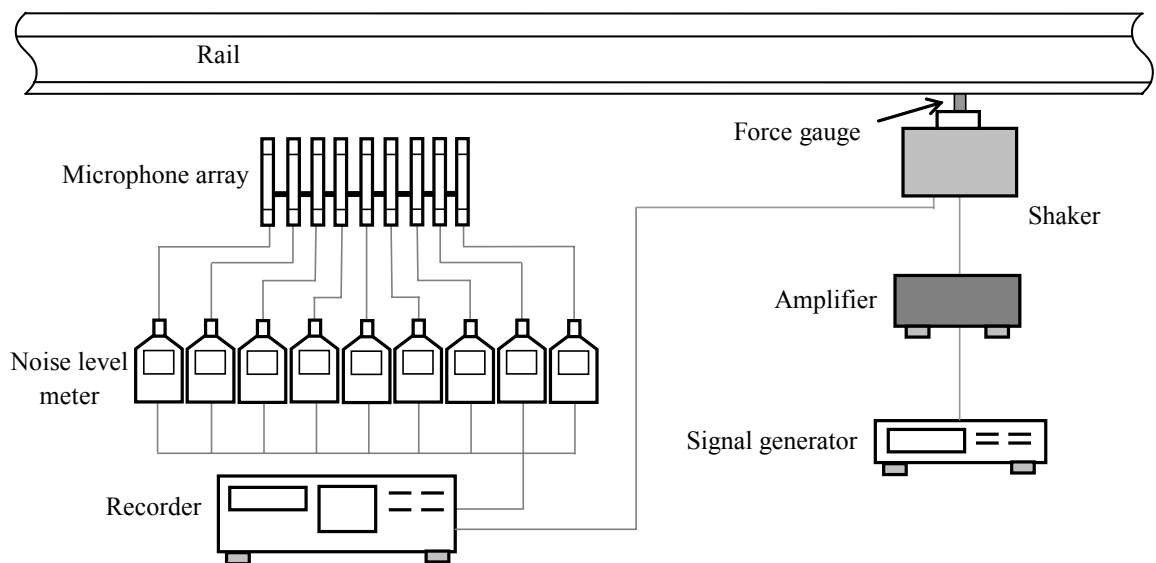 Rail
Force gauge
Microphone array
Shaker
Amplifier
Noise level
meter
Signal generator
Recorder